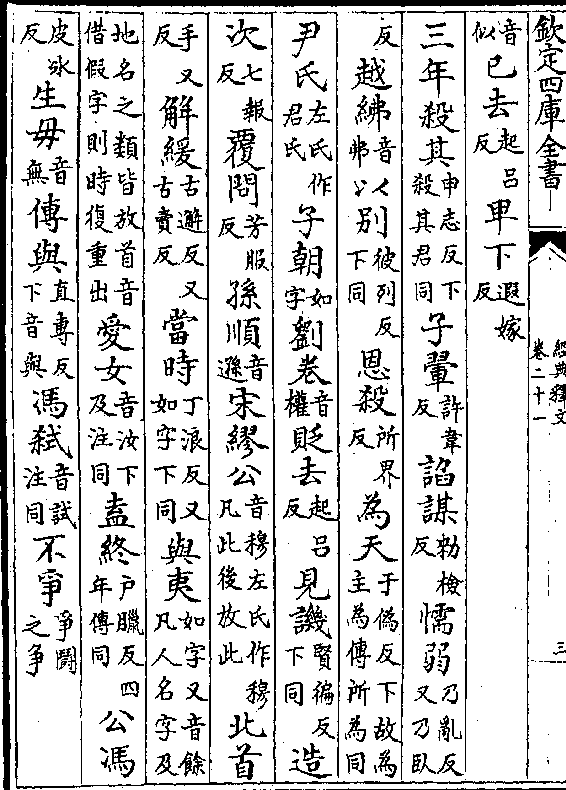 欽定四庫全書
經典釋文
卷二十一
三
音似已去起呂反卑下遐嫁反
三年殺其申志反下殺其君同子翬許韋反諂謀勑檢反懦弱乃亂反又乃臥
反越紼音弗以別彼列反下同恩殺所界反為天于偽反下故為主為傳所為同
尹氏左氏作君氏子朝如字劉卷音權貶去起呂反見譏賢徧反下同造
次七報反覆問芳服反孫順音遜宋繆公音穆左氏作穆凡此後放此北首
手又反解緩古邂反又古賣反當時丁浪反又如字下同與夷如字又音餘凡人名字及
地名之類皆放首音借假字則時復重出愛女音汝下及注同盍終戶臘反四年傳同公馮
皮冰反生毋音無傳與直專反下音與馮弑音試注同不爭爭鬭之爭